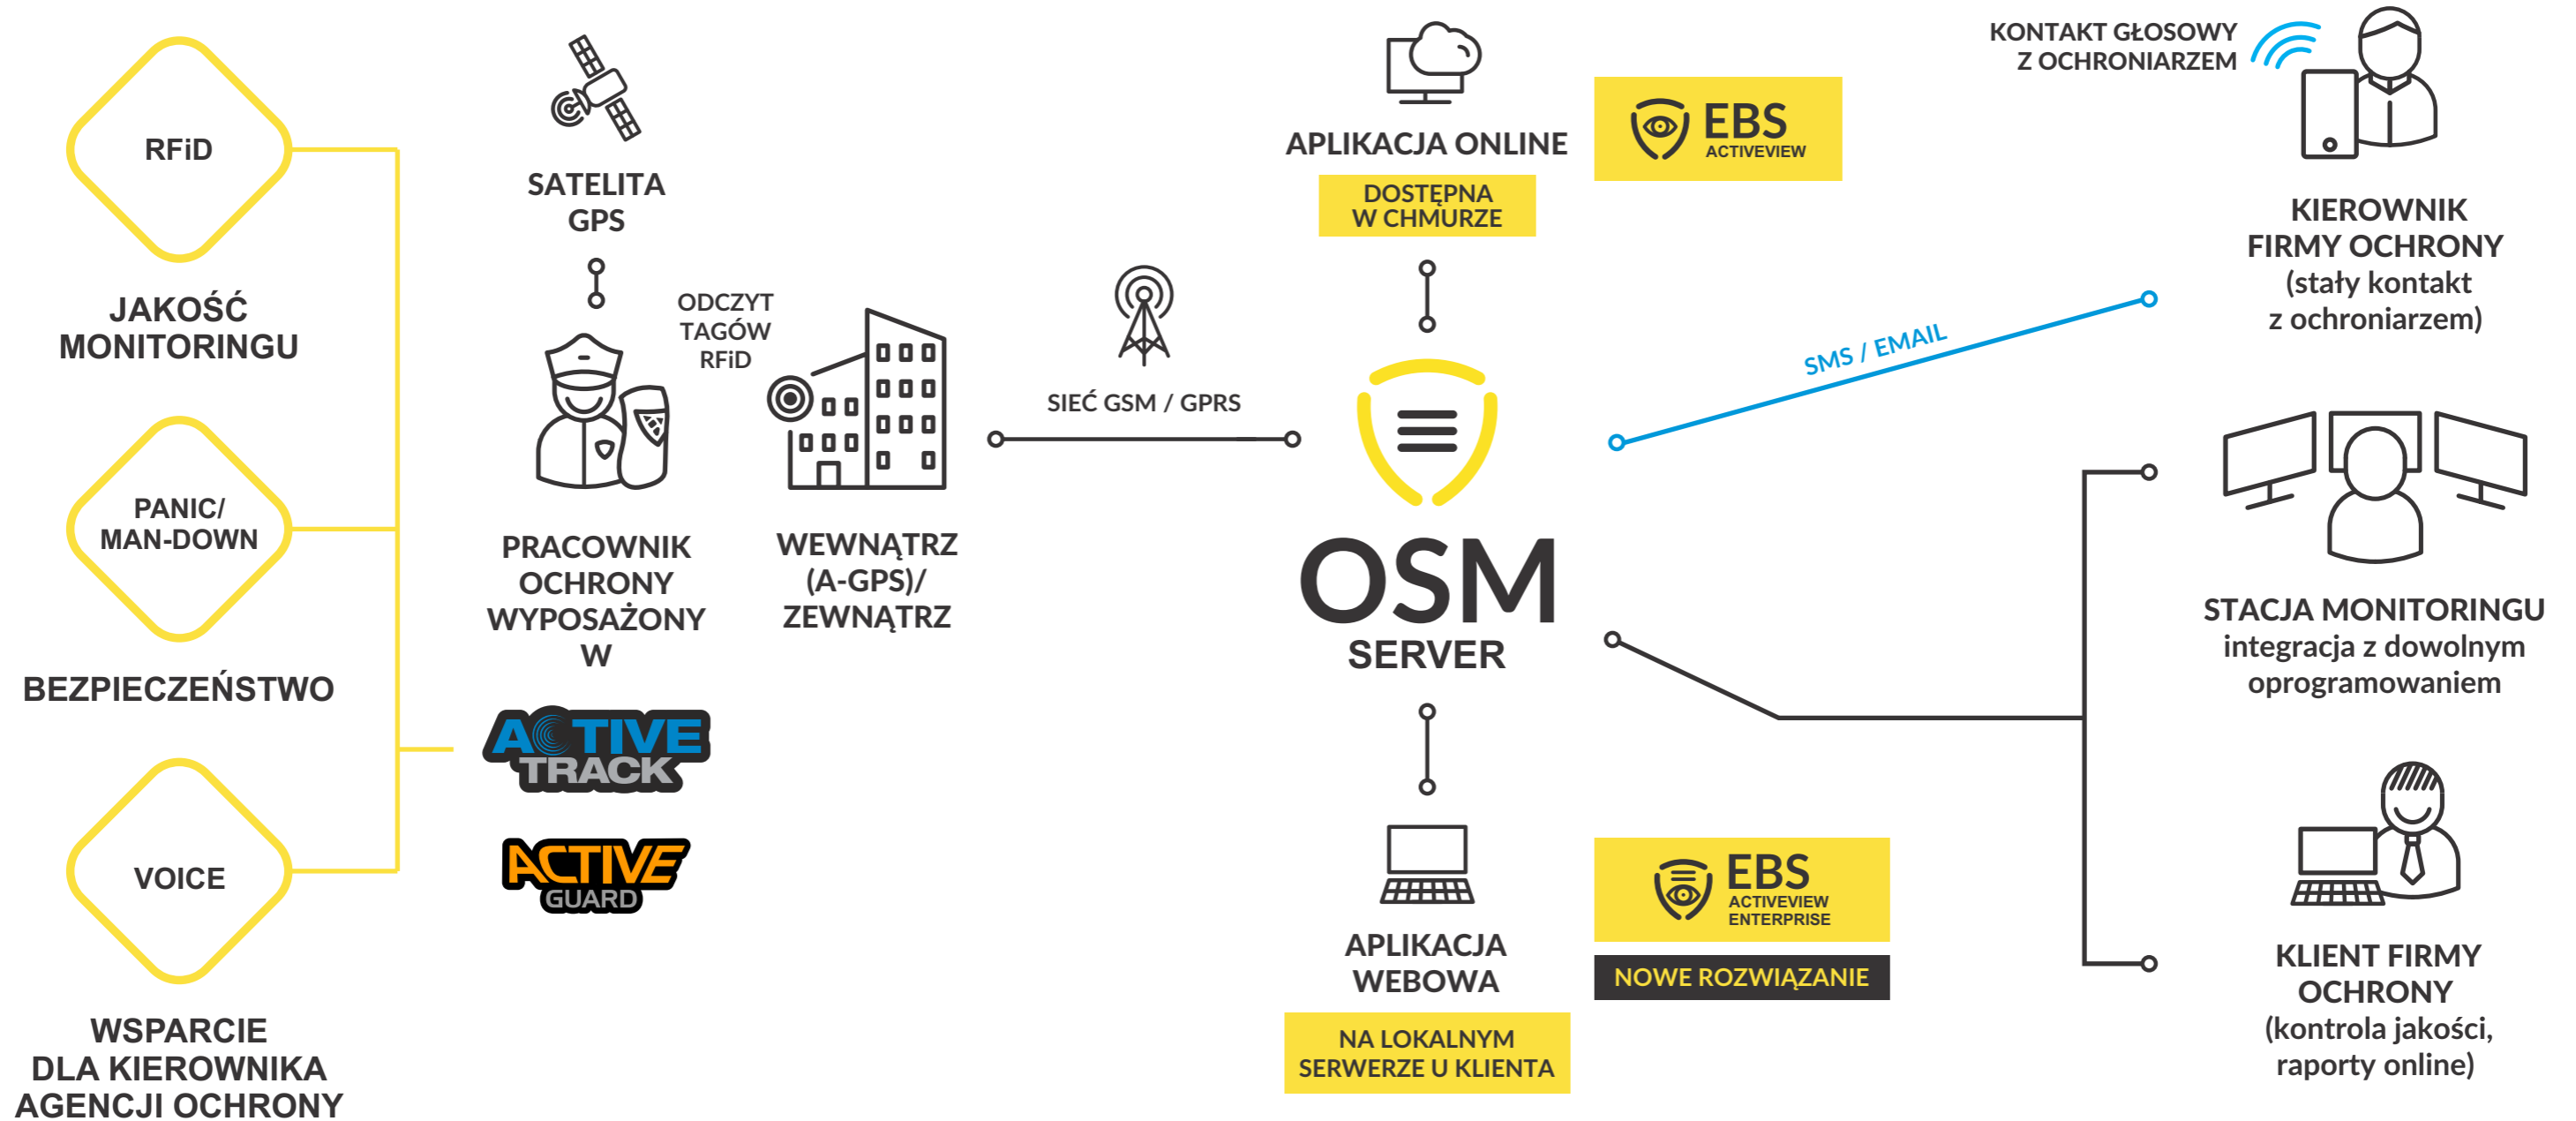 RFiD
JAKOŚĆ
MONITORINGU
PANIC/
MAN-DOWN
BEZPIECZEŃSTWO
VOICE
WSPARCIE
DLA KIEROWNIKA
AGENCJI OCHRONY
SATELITA
GPS
ODCZYT
TAGÓW
RFiD
PRACOWNIK
OCHRONY
WYPOSAŻONY
W
ACTIVE
TRACK
ACTIVE
GUARD
WEWNĄTRZ
(A-GPS)/
ZEWNĄTRZ
SIEĆ GSM / GPRS
APLIKACJA ONLINE
DOSTĘPNA
W CHMURZE
EBS
ACTIVEVIEW
OSM
SERVER
APLIKACJA
WEBOWA
NA LOKALNYM
SERWERZE U KLIENTA
EBS
ACTIVEVIEW
ENTERPRISE
NOWE ROZWIĄZANIE
SMS / EMAIL
KONTAKT GŁOSOWY
Z OCHRONIARZEM
KIEROWNIK
FIRMY OCHRONY
(stały kontakt
z ochroniarzem)
STACJA MONITORINGU
integracja z dowolnym
oprogramowaniem
KLIENT FIRMY
OCHRONY
(kontrola jakości,
raporty online)